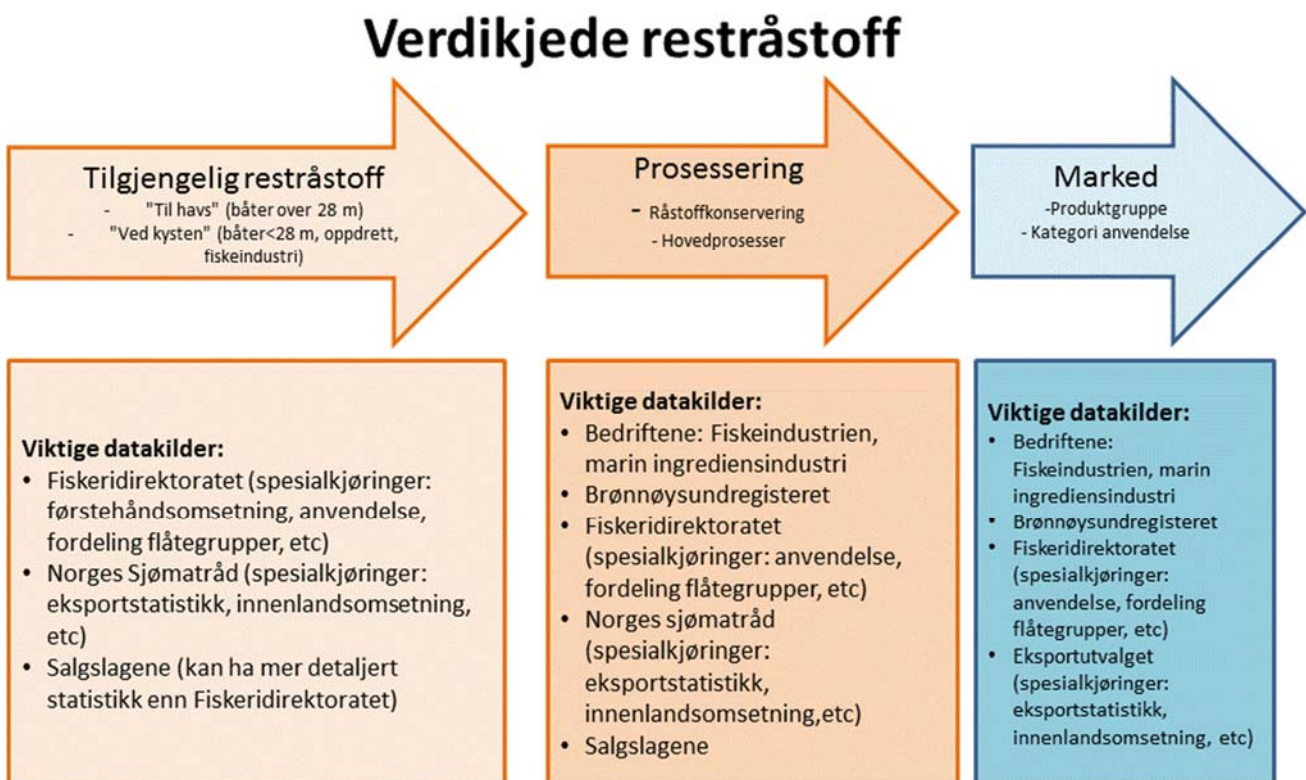 Verdikjede restråstoff
Tilgjengelig restråstoff
- "Til havs" (båter over 28 m)
- "Ved kysten" (båter<28 m, oppdrett,
fiskeindustri)
Prosessering
- Råstoffkonservering
- Hovedprosesser
Marked
-Produktgruppe
- Kategori anvendelse
Viktige datakilder:
• Fiskeridirektoratet (spesialkjøringer:
førstehåndsomsetning, anvendelse,
fordeling flåtegrupper, etc)
• Norges Sjømatråd (spesialkjøringer:
eksportstatistikk, innenlandsomsetning,
etc)
• Salgslagene (kan ha mer detaljert
statistikk enn Fiskeridirektoratet)
Viktige datakilder:
• Bedriftene: Fiskeindustrien,
marin ingrediensindustri
• Brønnøysundregisteret
• Fiskeridirektoratet
(spesialkjøringer: anvendelse,
fordeling flåtegrupper, etc)
• Norges sjømatråd
(spesialkjøringer:
eksportstatistikk,
innenlandsomsetning,etc)
• Salgslagene
Viktige datakilder:
• Bedriftene:
Fiskeindustrien, marin
ingrediensindustri
• Brønnøysundregisteret
• Fiskeridirektoratet
(spesialkjøringer:
anvendelse, fordeling
flåtegrupper, etc)
• Eksportutvalget
(spesialkjøringer:
eksportstatistikk,
innenlandsomsetning, etc)